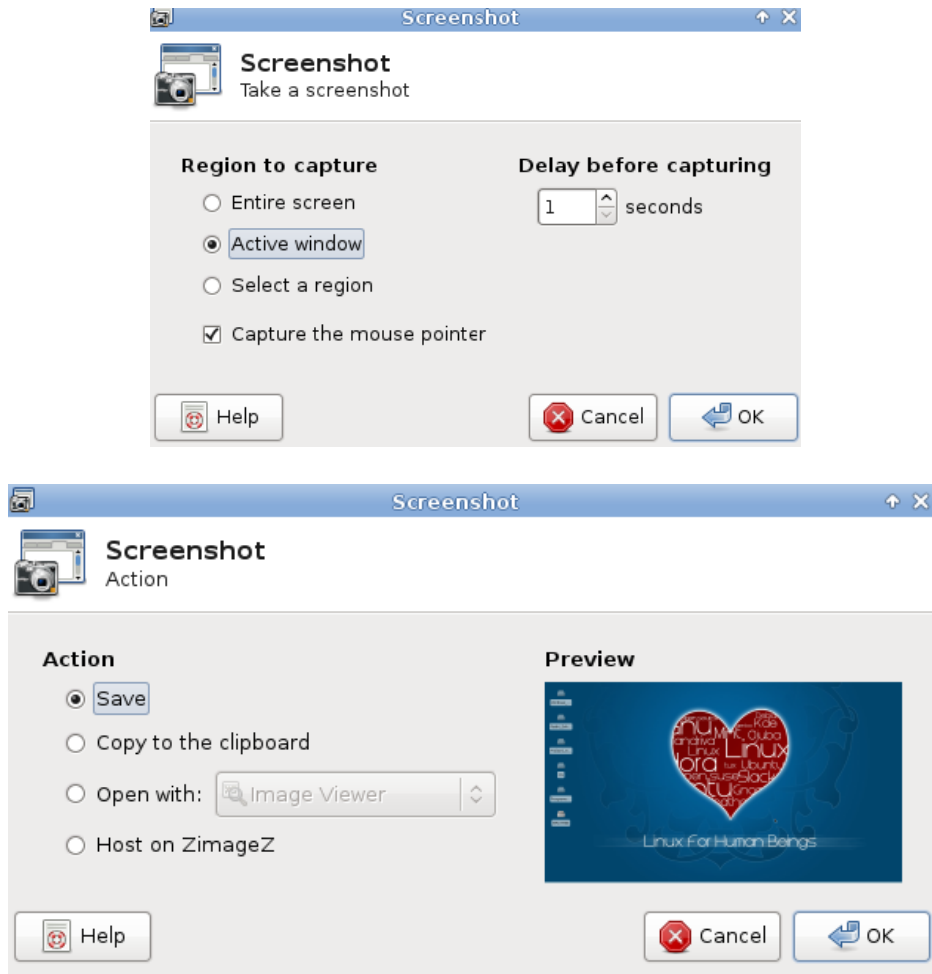 Screenshot
Screenshot
Take a screenshot
Region to capture
Delay before capturing
Entire screen
1 seconds
Active window
Select a region
Capture the mouse pointer
Help
Cancel
OK
Screenshot
Screenshot
Action
Action
Preview
Save
Copy to the clipboard
Open with: Image Viewer
Host on ZimageZ
Linux
Linux
Ubuntu
Linux For Human Beings
Help
Cancel
OK